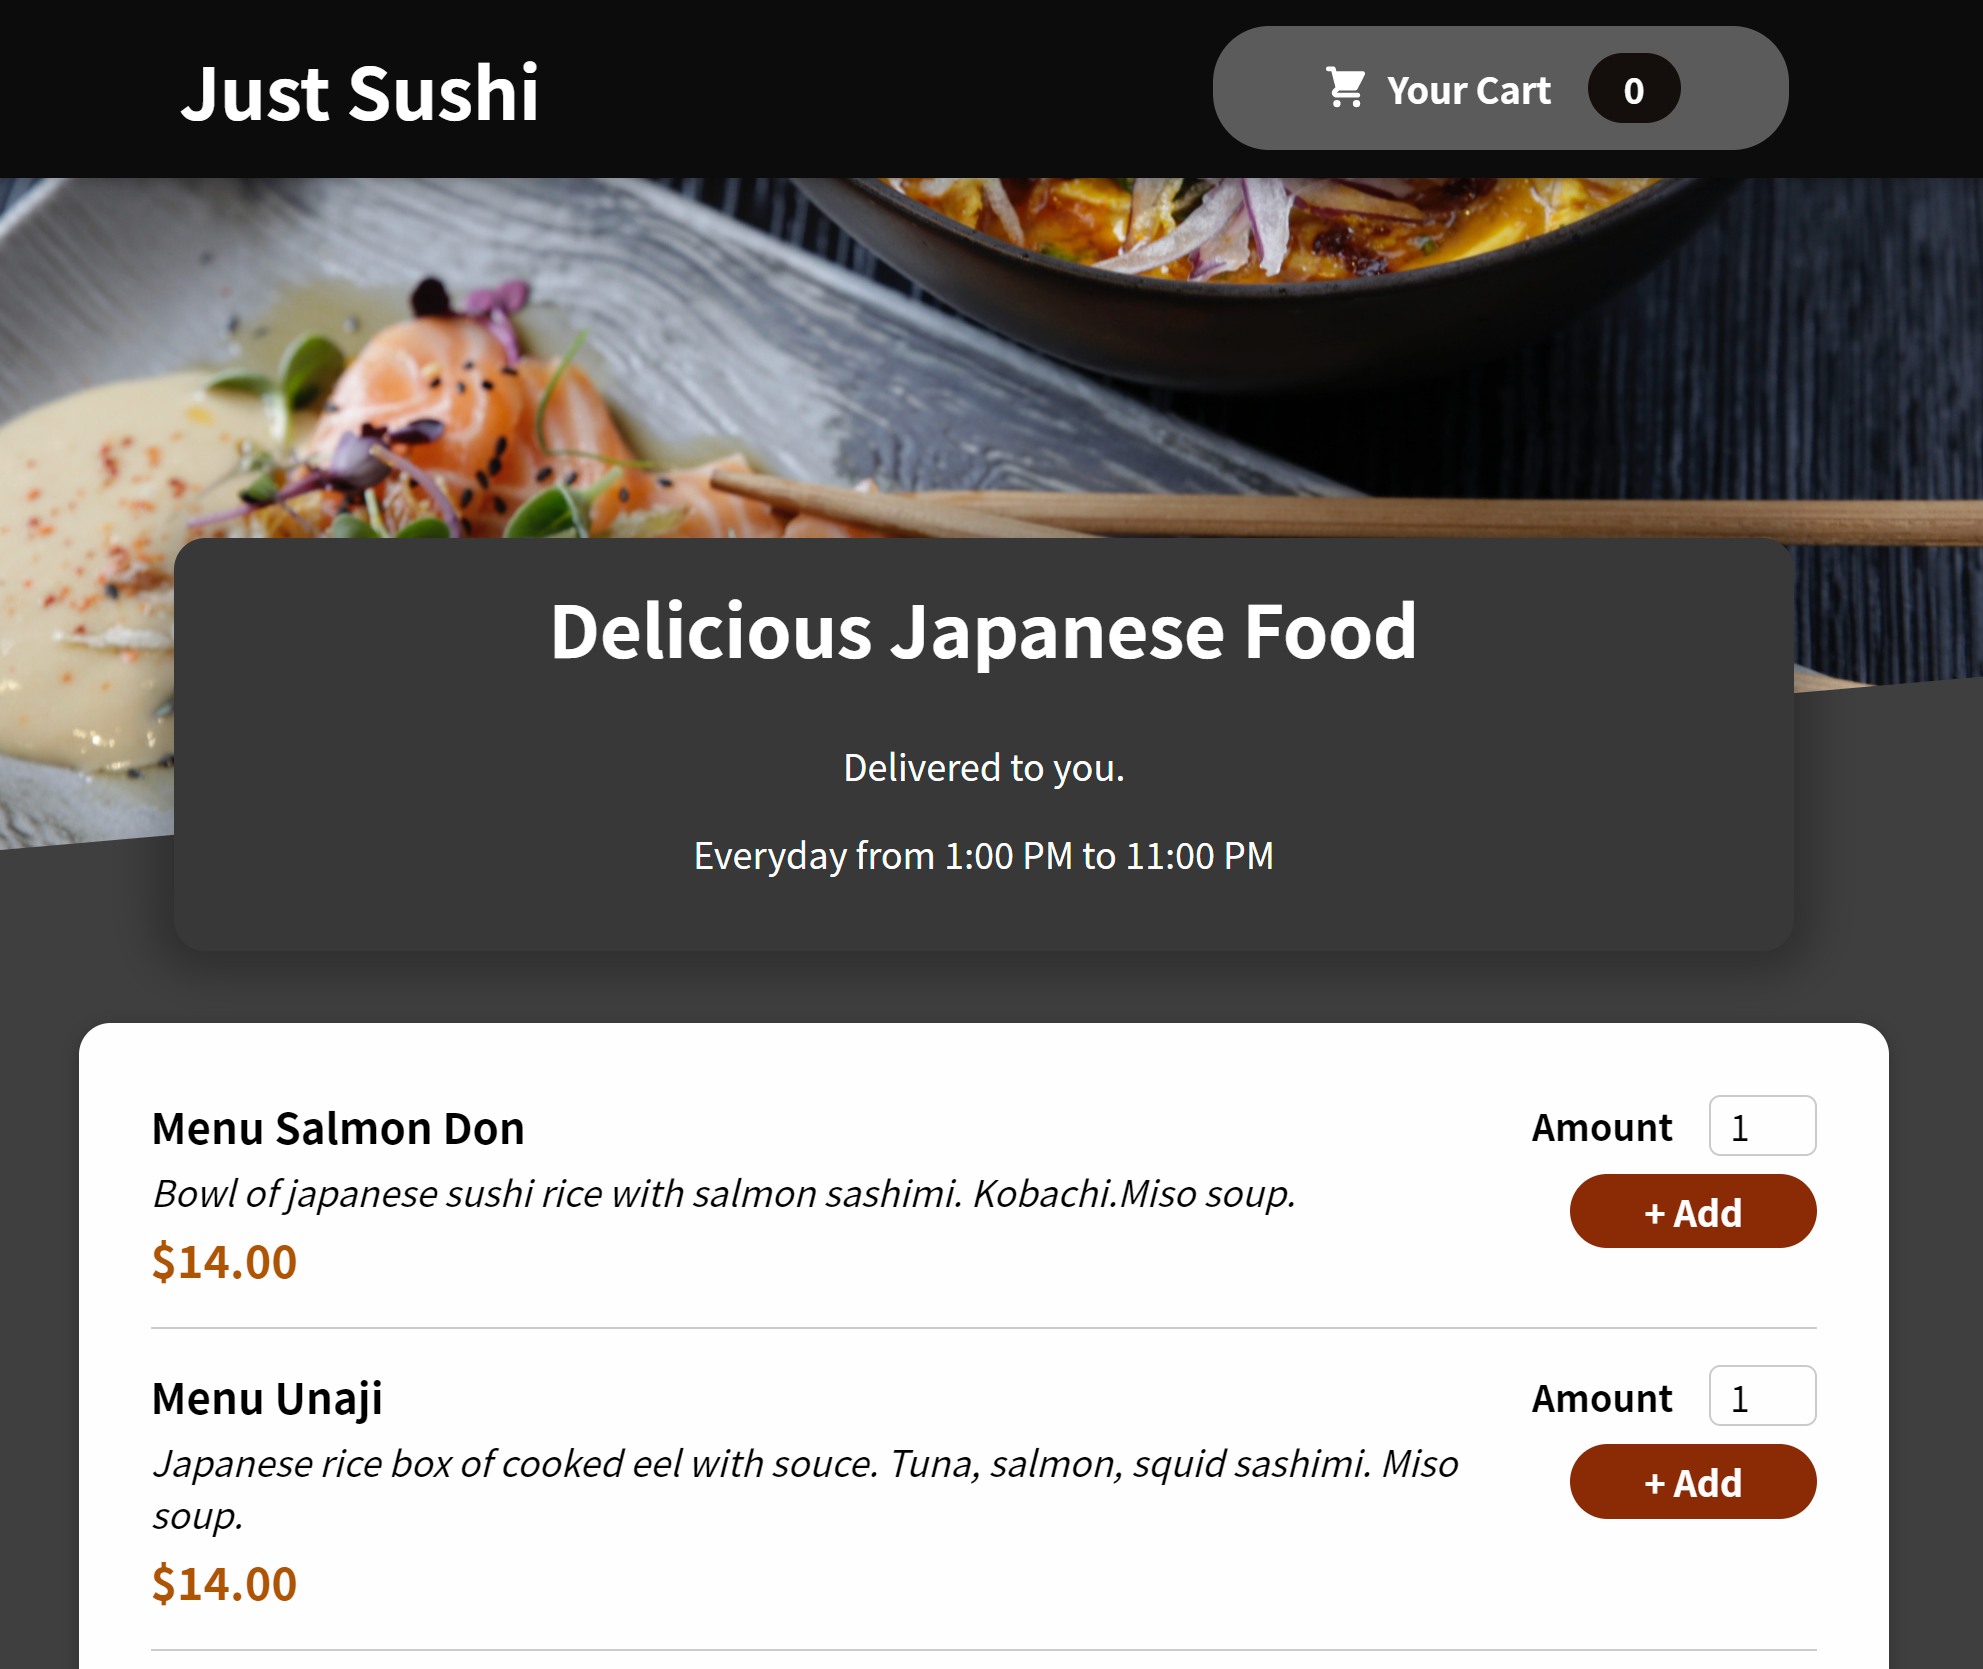 Just Sushi
Your Cart 0
Delicious Japanese Food
Delivered to you.
Everyday from 1:00 PM to 11:00 PM
Menu Salmon Don
Amount 1
Bowl of japanese sushi rice with salmon sashimi. Kobachi.Miso soup.
+ Add
$14.00
Menu Unaji
Amount 1
Japanese rice box of cooked eel with souce. Tuna, salmon, squid sashimi. Miso
soup.
+ Add
$14.00